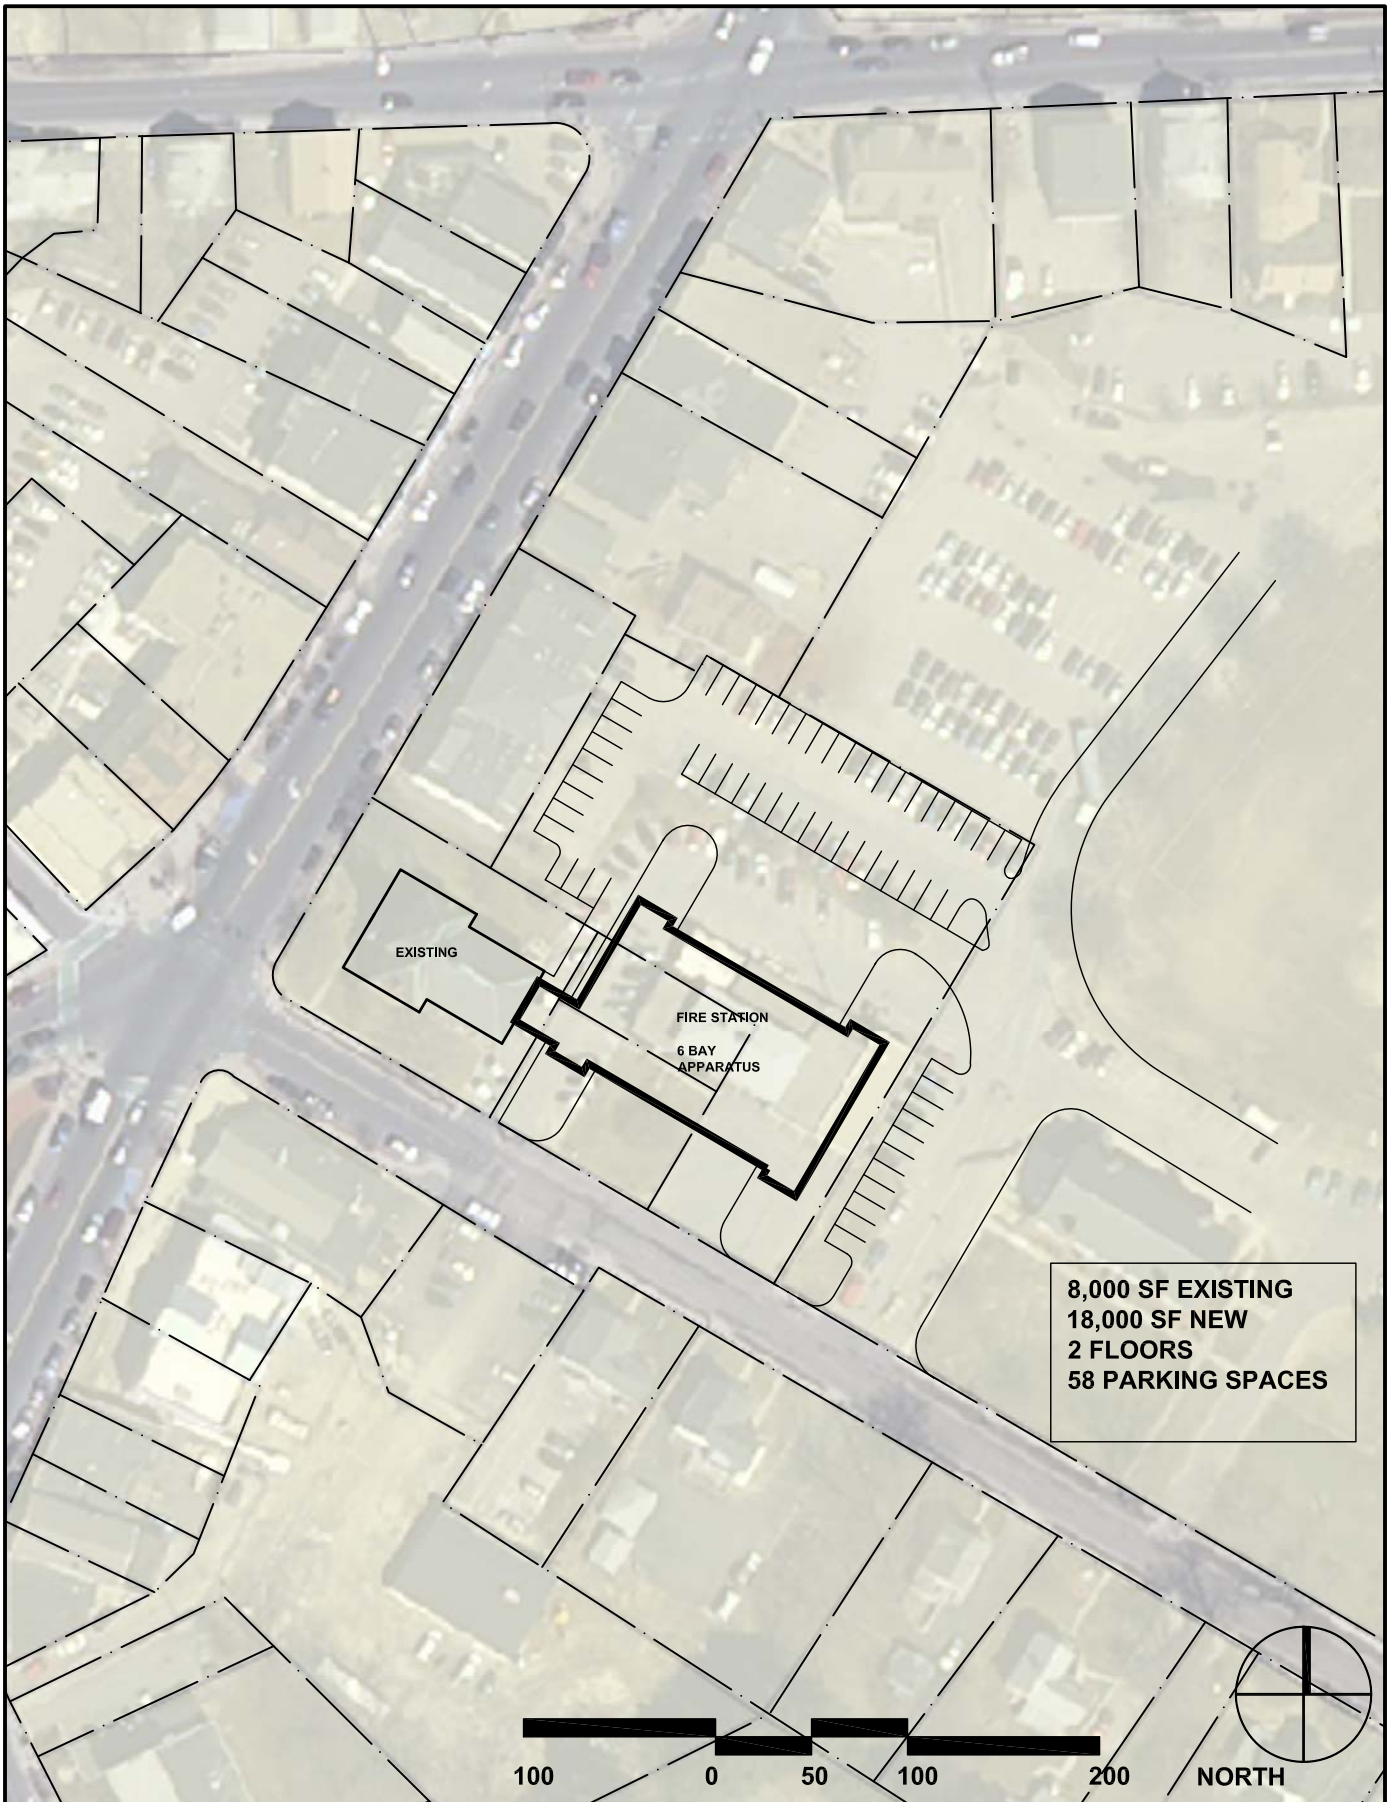 EXISTING
FIRE STATION
6 BAY
APPARATUS
8,000 SF EXISTING
18,000 SF NEW
2 FLOORS
58 PARKING SPACES
100 0 50 100 200 NORTH